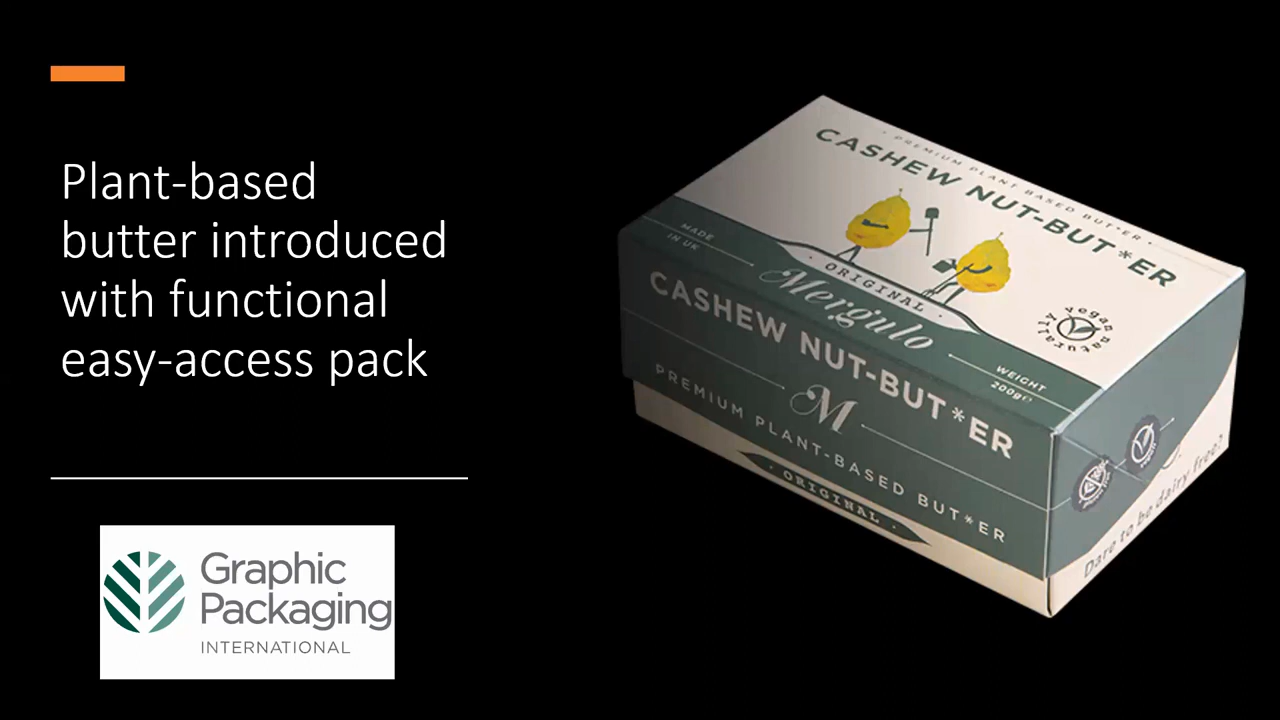 Plant-based
butter introduced
with functional
easy-access pack
Graphic
Packaging
INTERNATIONAL
· PREMIUM PLANT BASED BUT*ER ·
CASHEW NUT-BUT*ER
MADE
IN UK
· ORIGINAL ·
Mergulo
naturally vegan
WEIGHT
200g℮
CASHEW NUT-BUT*ER
M
PREMIUM PLANT-BASED BUT*ER
· ORIGINAL ·
Dare to be dairy free?